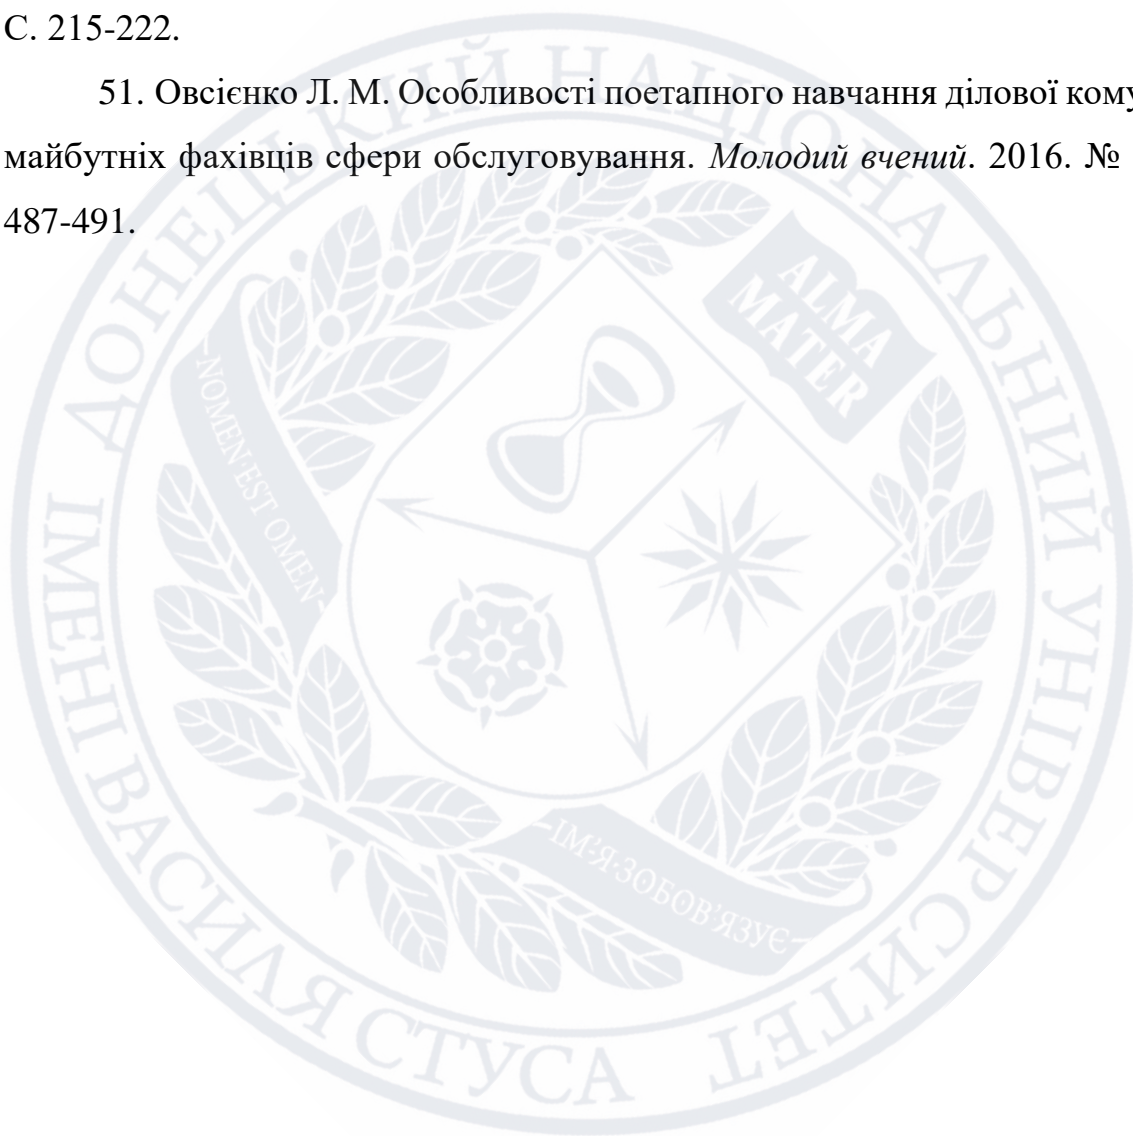 С. 215-222.
51. Овсієнко Л. М. Особливості поетапного навчання ділової кому
майбутніх фахівців сфери обслуговування. Молодий вчений. 2016. №
487-491.
ДОНЕЦЬКИЙ НАЦІОНАЛЬНИЙ УНІВЕРСИТЕТ
ІМЕНІ ВАСИЛЯ СТУСА
ALMA
MATER
NOMEN·EST OMEN
ІМ'Я·ЗОБОВ'ЯЗУЄ